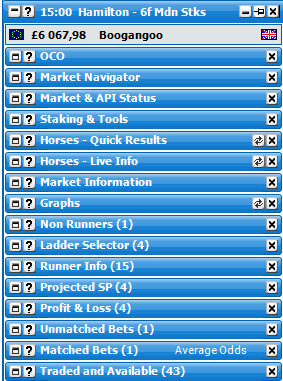 ? 15:00 Hamilton - 6f Mdn Stks
£6 067,98 Boogangoo
? OCO
? Market Navigator
? Market & API Status
? Staking & Tools
? Horses - Quick Results
? Horses - Live Info
? Market Information
? Graphs
? Non Runners (1)
? Ladder Selector (4)
? Runner Info (15)
? Projected SP (4)
? Profit & Loss (4)
? Unmatched Bets (1)
? Matched Bets (1) Average Odds
? Traded and Available (43)